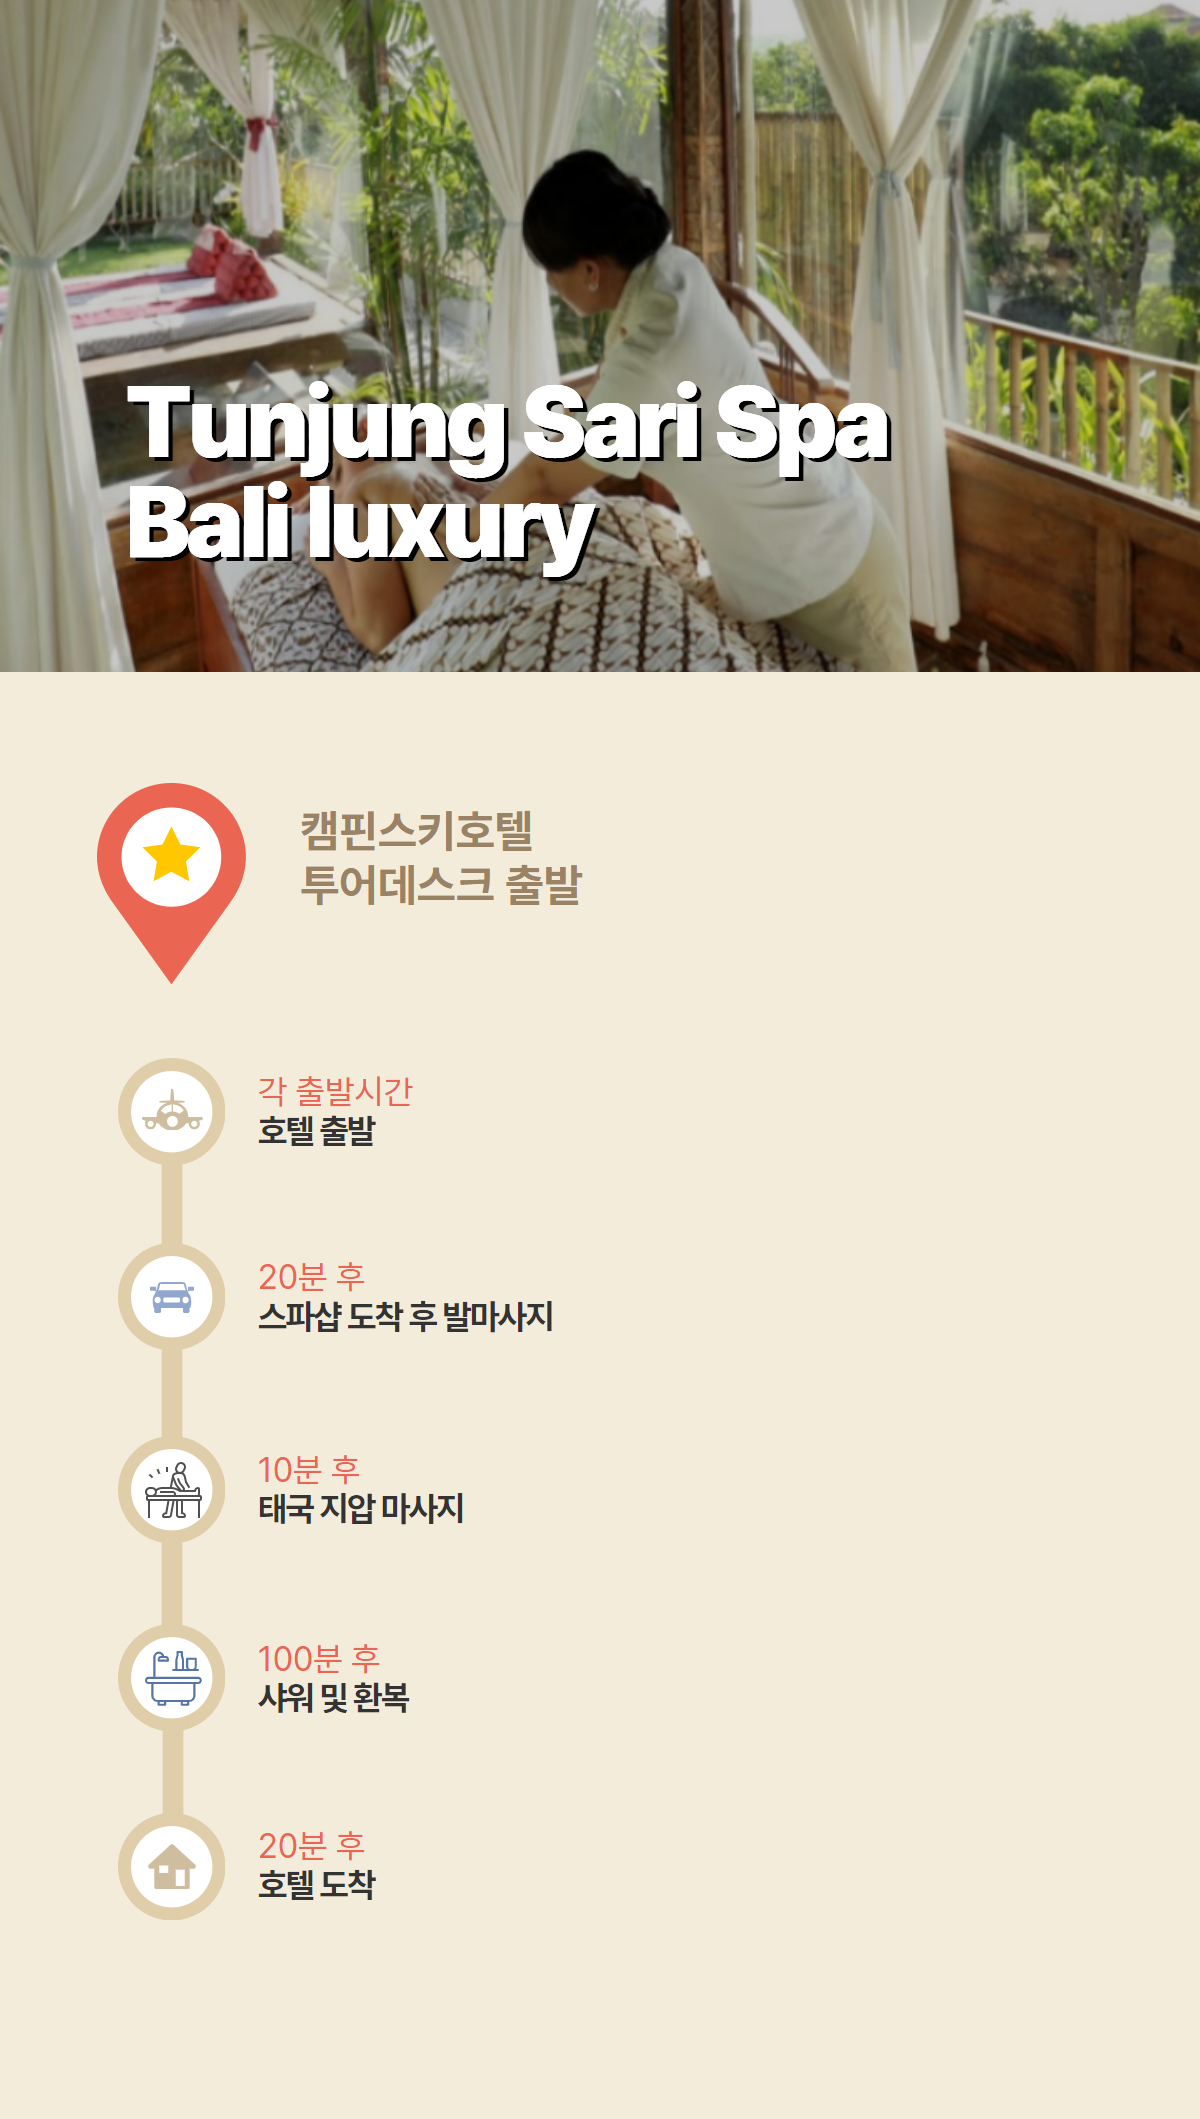 Tunjung Sari Spa
Bali luxury
캠핀스키호텔
투어데스크 출발
각 출발시간
호텔 출발
20분 후
스파샵 도착 후 발마사지
10분 후
태국 지압 마사지
100분 후
샤워 및 환복
20분 후
호텔 도착